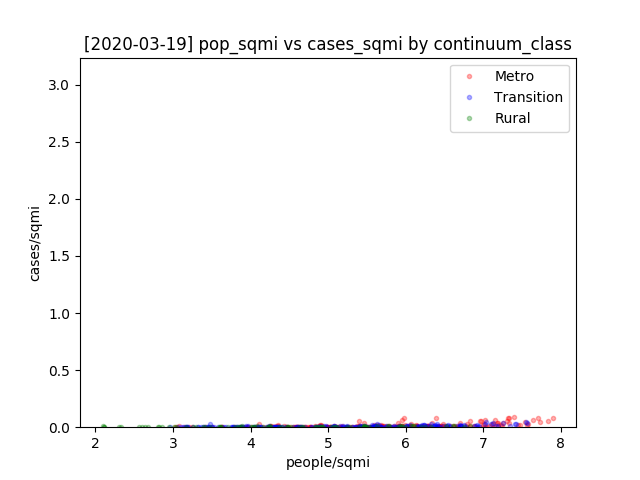 [2020-03-19] pop_sqmi vs cases_sqmi by continuum_class
Metro
Transition
Rural
3.0
2.5
2.0
1.5
1.0
0.5
0.0
cases/sqmi
2 3 4 5 6 7 8
people/sqmi